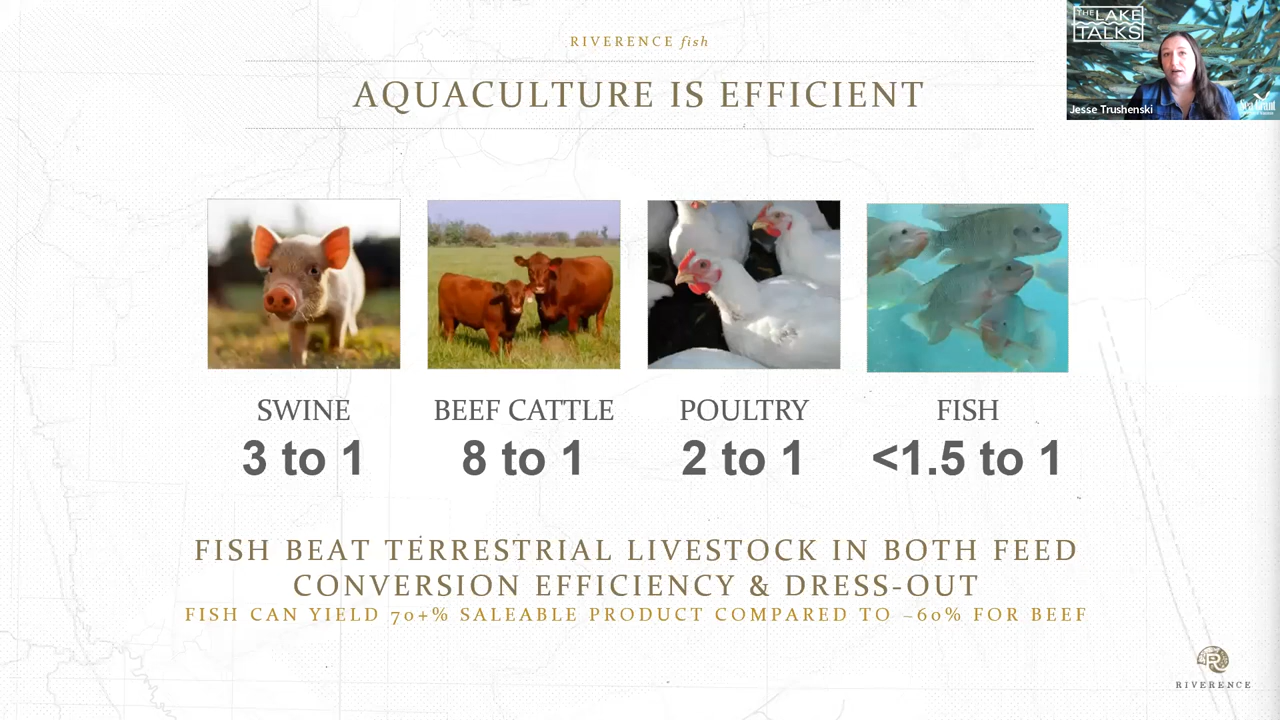 RIVERENCE fish
AQUACULTURE IS EFFICIENT
THE LAKE
TALKS
Jesse Trushenski
Sea Grant
SWINE
3 to 1
BEEF CATTLE
8 to 1
POULTRY
2 to 1
FISH
<1.5 to 1
FISH BEAT TERRESTRIAL LIVESTOCK IN BOTH FEED
CONVERSION EFFICIENCY & DRESS-OUT
FISH CAN YIELD 70+% SALEABLE PRODUCT COMPARED TO ~60% FOR BEEF
R
RIVERENCE